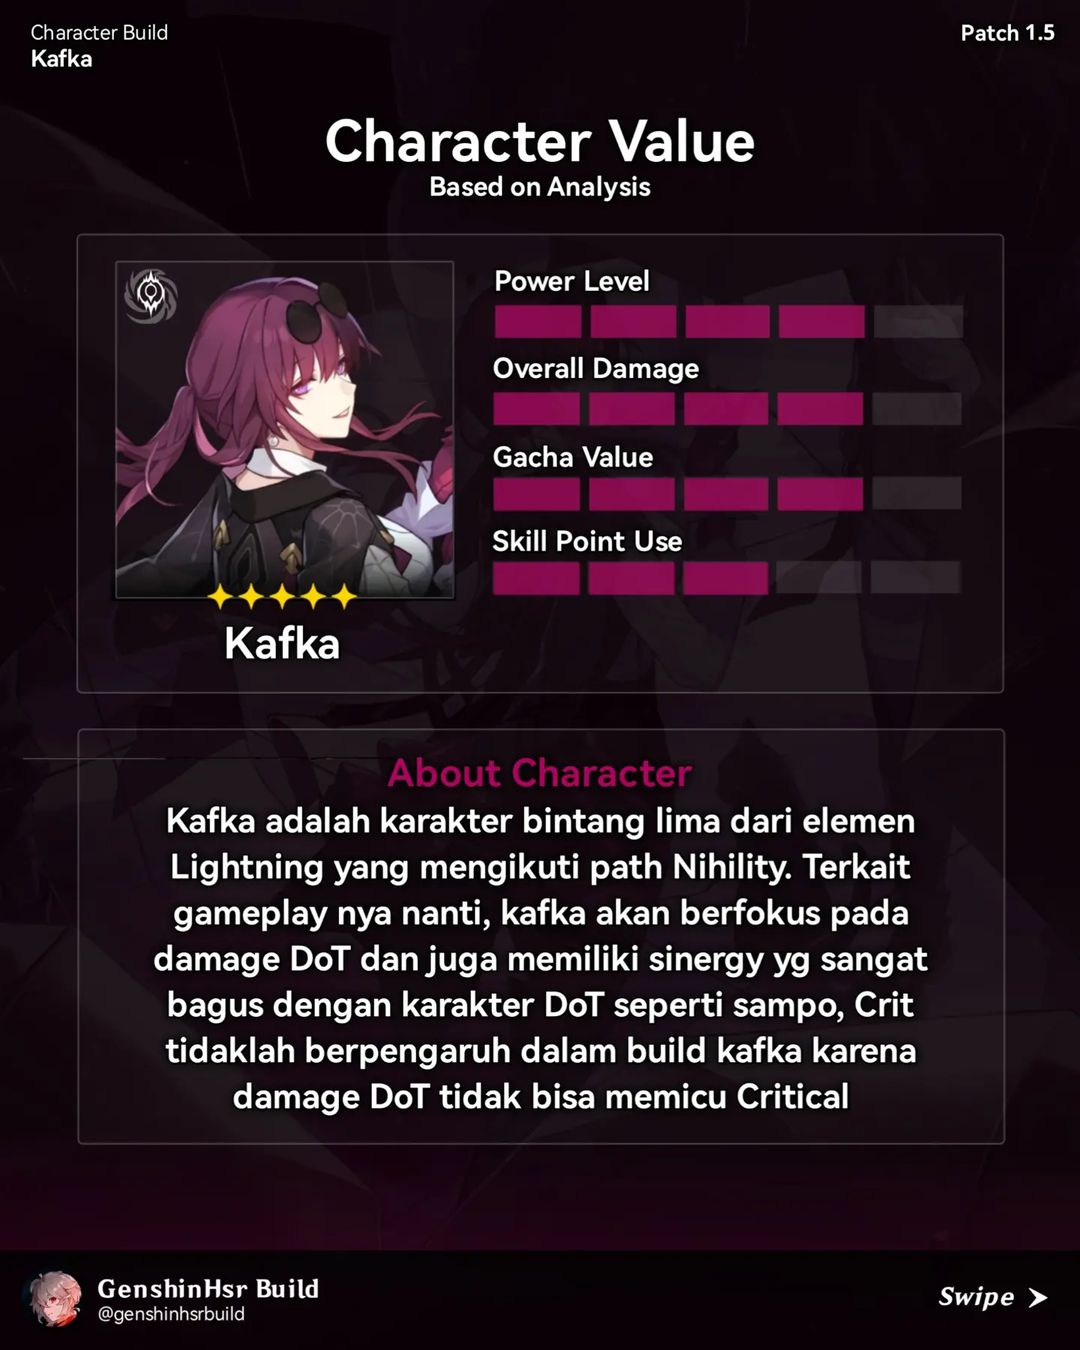 Character Build
Kafka
Patch 1.5
Character Value
Based on Analysis
Power Level
Overall Damage
Gacha Value
Skill Point Use
Kafka
About Character
Kafka adalah karakter bintang lima dari elemen
Lightning yang mengikuti path Nihility. Terkait
gameplay nya nanti, kafka akan berfokus pada
damage DoT dan juga memiliki sinergy yg sangat
bagus dengan karakter DoT seperti sampo, Crit
tidaklah berpengaruh dalam build kafka karena
damage DoT tidak bisa memicu Critical
GenshinHsr Build
@genshinhsrbuild
Swipe